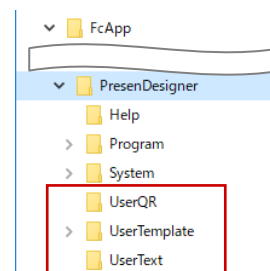 FcApp
PresenDesigner
Help
Program
System
UserQR
UserTemplate
UserText